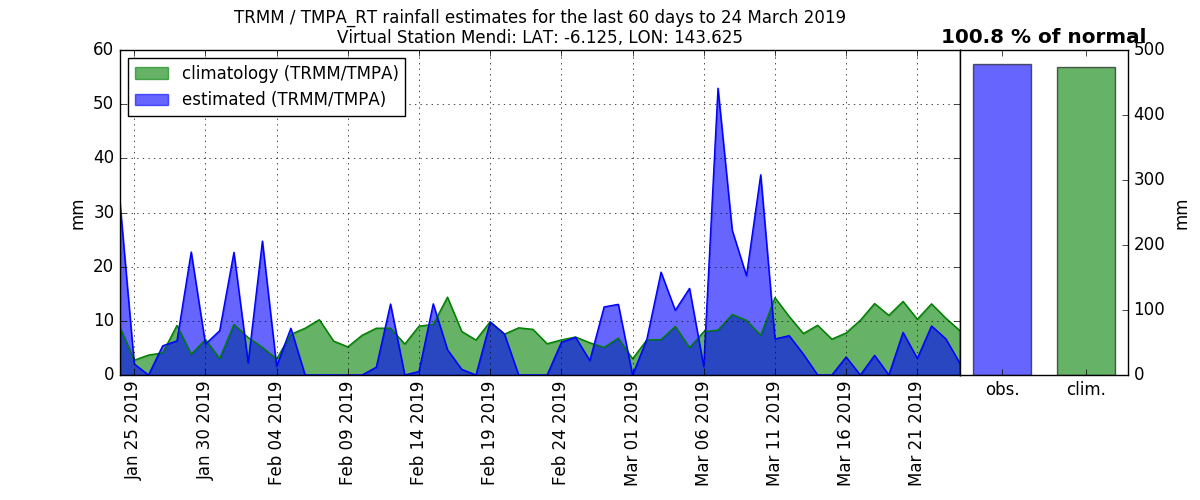 TRMM / TMPA_RT rainfall estimates for the last 60 days to 24 March 2019
Virtual Station Mendi: LAT: -6.125, LON: 143.625
100.8 % of normal
climatology (TRMM/TMPA)
estimated (TRMM/TMPA)
60
50
40
30
20
10
0
mm
Jan 25 2019
Jan 30 2019
Feb 04 2019
Feb 09 2019
Feb 14 2019
Feb 19 2019
Feb 24 2019
Mar 01 2019
Mar 06 2019
Mar 11 2019
Mar 16 2019
Mar 21 2019
obs.
clim.
500
400
300
200
100
0
mm